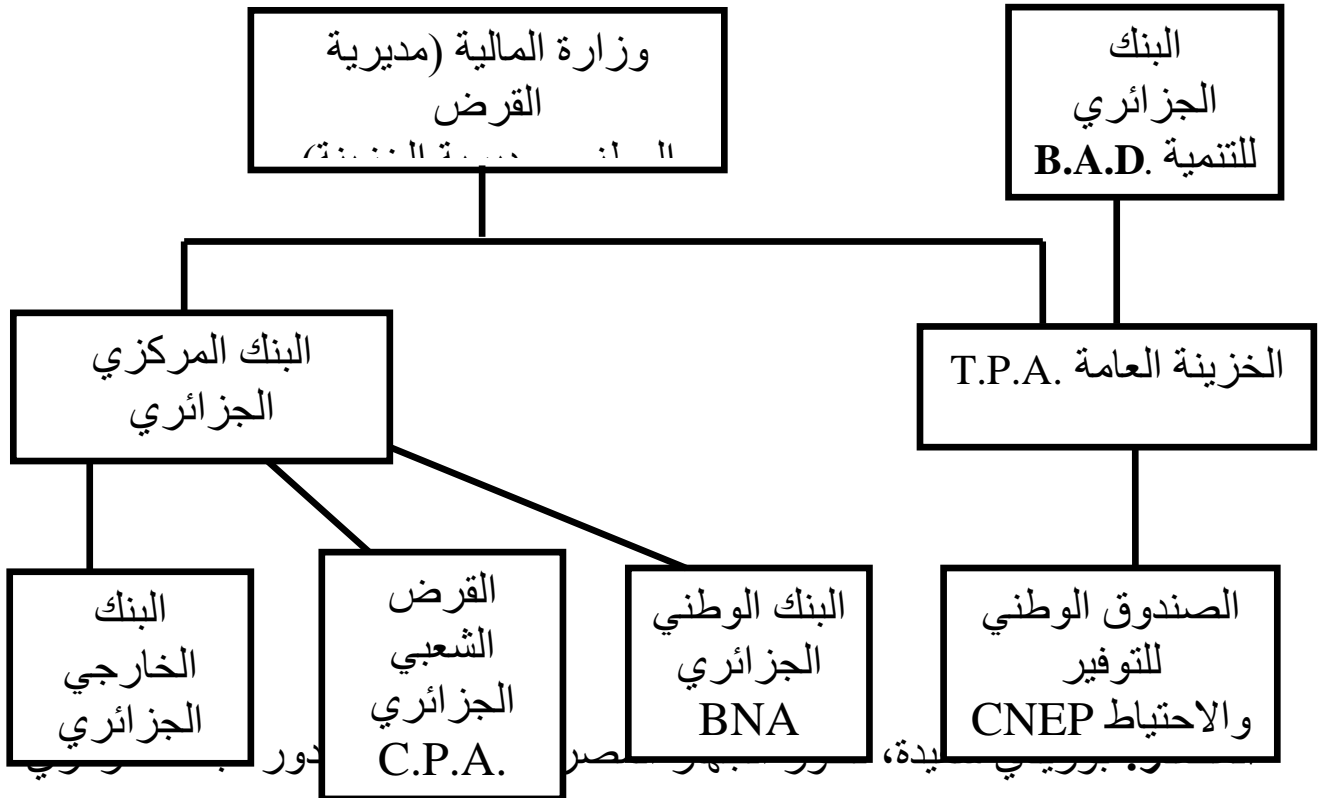 وزارة المالية (مديرية
القرض
البنك
الجزائري
للتنمية B.A.D.
البنك المركزي
الجزائري
الخزينة العامة T.P.A.
البنك
الخارجي
الجزائري
القرض
الشعبي
الجزائري
C.P.A.
البنك الوطني
الجزائري
BNA
الصندوق الوطني
للتوفير
والاحتياط CNEP